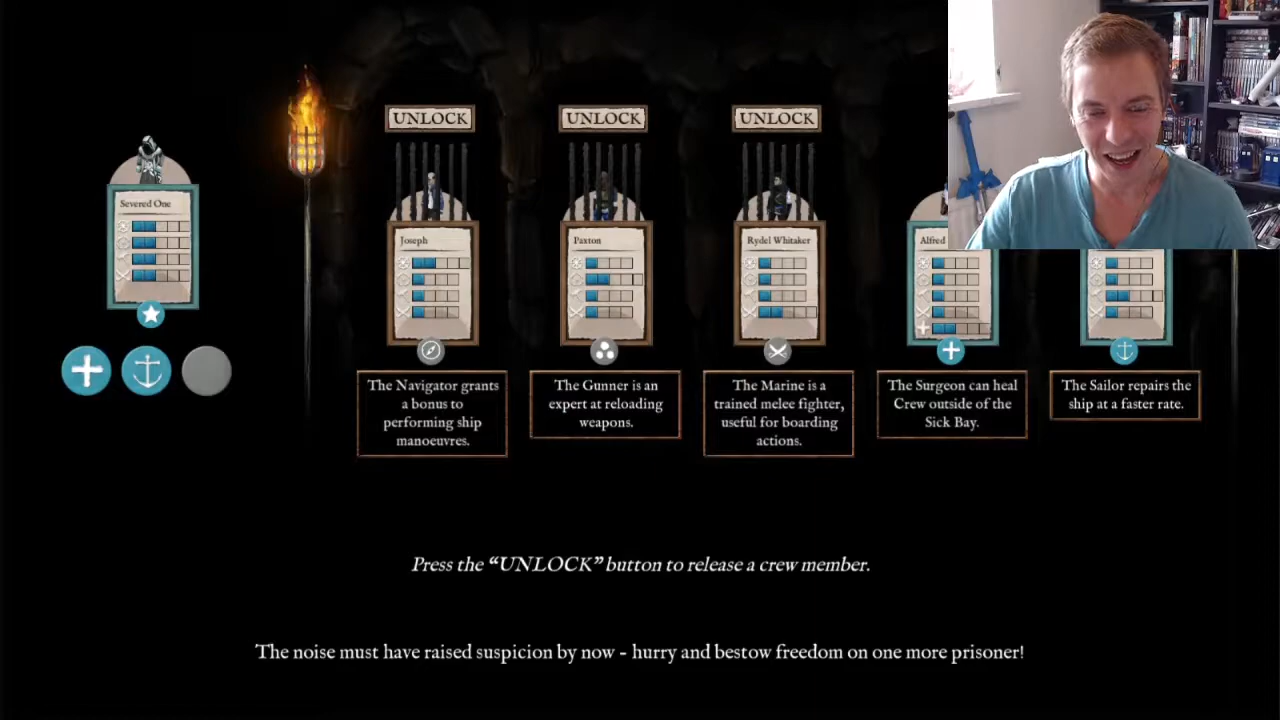 UNLOCK
UNLOCK
UNLOCK
Severed One
Joseph
Paxton
Rydel Whitaker
Alfred
The Navigator grants
a bonus to
performing ship
manoeuvres.
The Gunner is an
expert at reloading
weapons.
The Marine is a
trained melee fighter,
useful for boarding
actions.
The Surgeon can heal
Crew outside of the
Sick Bay.
The Sailor repairs the
ship at a faster rate.
Press the “UNLOCK” button to release a crew member.
The noise must have raised suspicion by now - hurry and bestow freedom on one more prisoner!